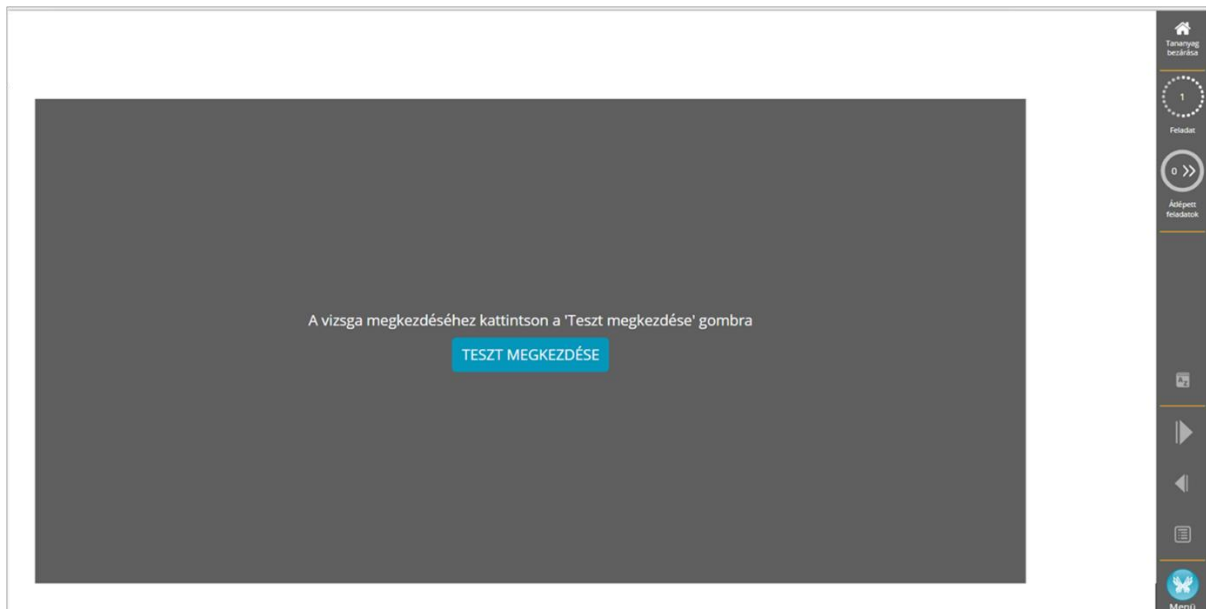 Tananyag
bezárása
1
Feladat
0
Átlépett
feladatok
A vizsga megkezdéséhez kattintson a 'Teszt megkezdése' gombra
TESZT MEGKEZDÉSE
Menü